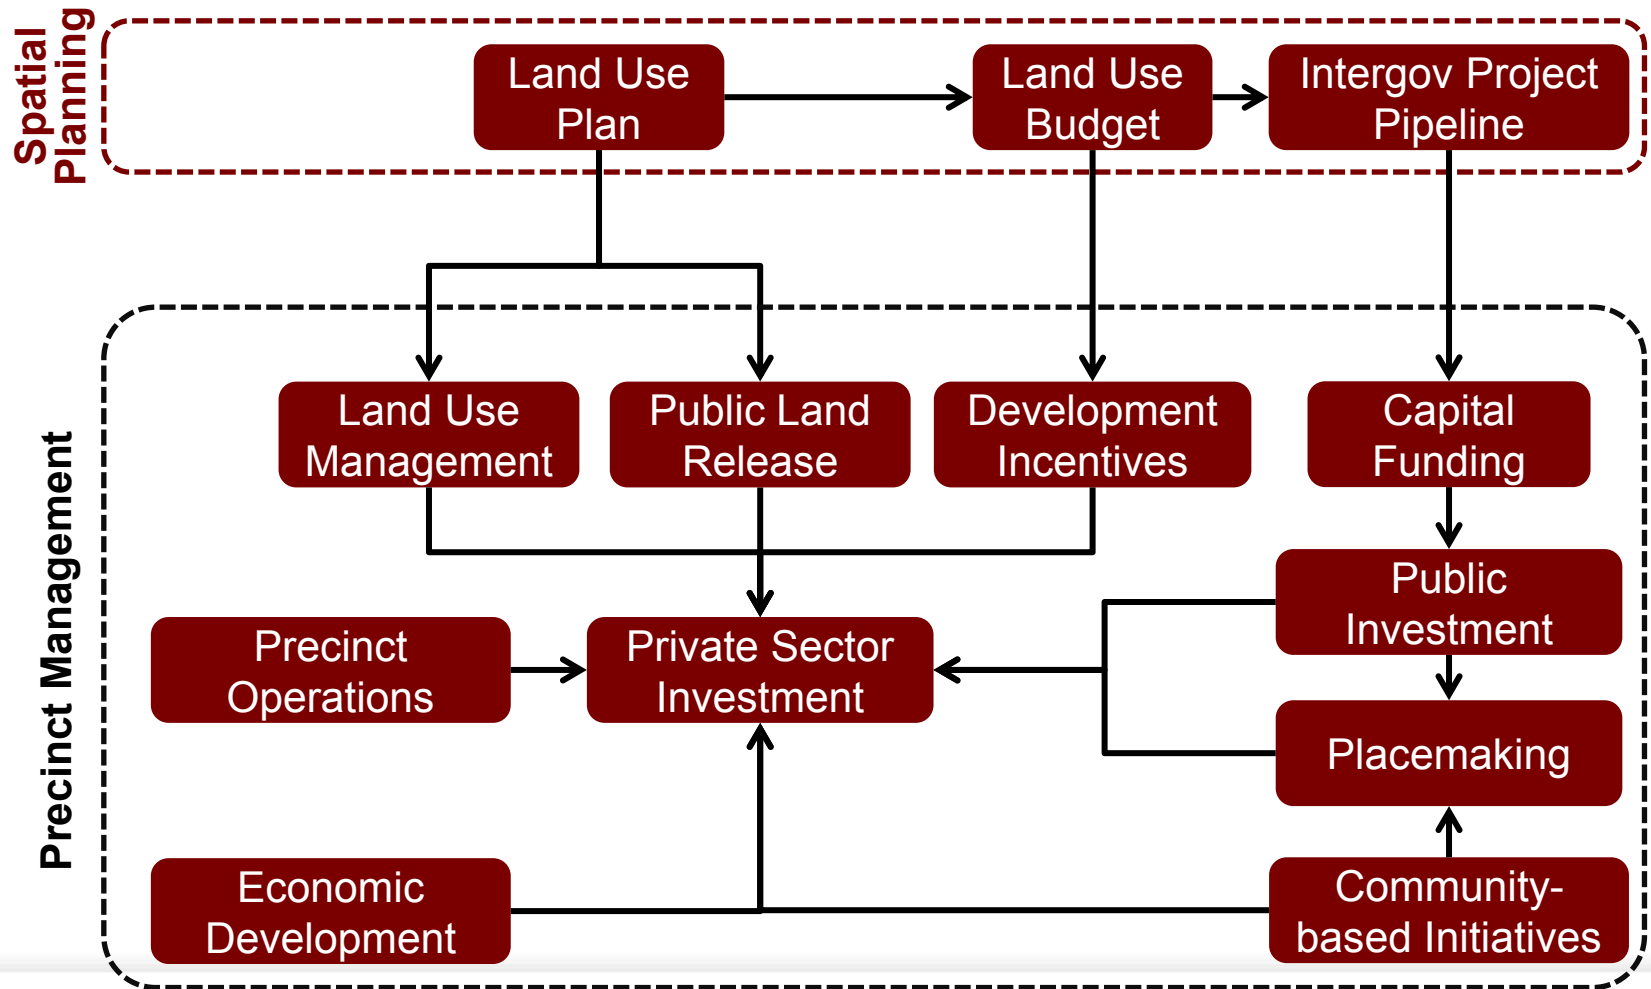 Spatial
Planning
Land Use
Plan
Land Use
Budget
Intergov Project
Pipeline
Precinct Management
Land Use
Management
Public Land
Release
Development
Incentives
Capital
Funding
Public
Investment
Precinct
Operations
Private Sector
Investment
Placemaking
Economic
Development
Community-
based Initiatives